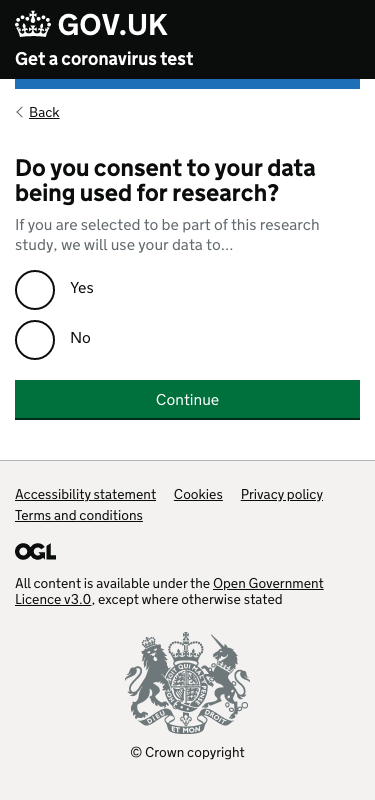 GOV.UK
Get a coronavirus test
Back
Do you consent to your data
being used for research?
If you are selected to be part of this research
study, we will use your data to...
Yes
No
Continue
Accessibility statement Cookies Privacy policy
Terms and conditions
OGL
All content is available under the Open Government
Licence v3.0, except where otherwise stated
DIEU ET MON DROIT
© Crown copyright